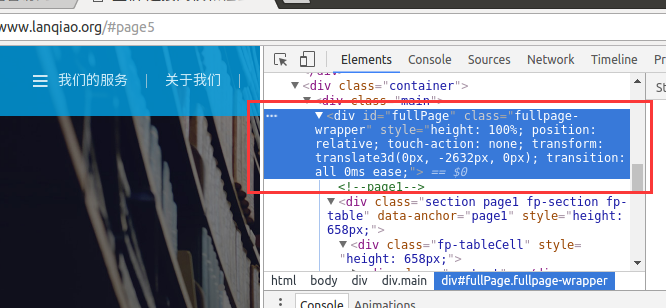 www.lanqiao.org/#page5
Elements Console Sources Network Timeline
我们的服务 | 关于我们 |
<div class="container">
<div class="main">
… ▼<div id="fullPage" class="fullpage-
wrapper" style="height: 100%; position:
relative; touch-action: none; transform:
translate3d(0px, -2632px, 0px); transition:
all 0ms ease;"> == $0
<!--page1-->
▼<div class="section page1 fp-section fp-
table" data-anchor="page1" style="height:
658px;">
▼<div class="fp-tableCell" style=
"height: 658px;">
html body div div.main div#fullPage.fullpage-wrapper
Console Animations